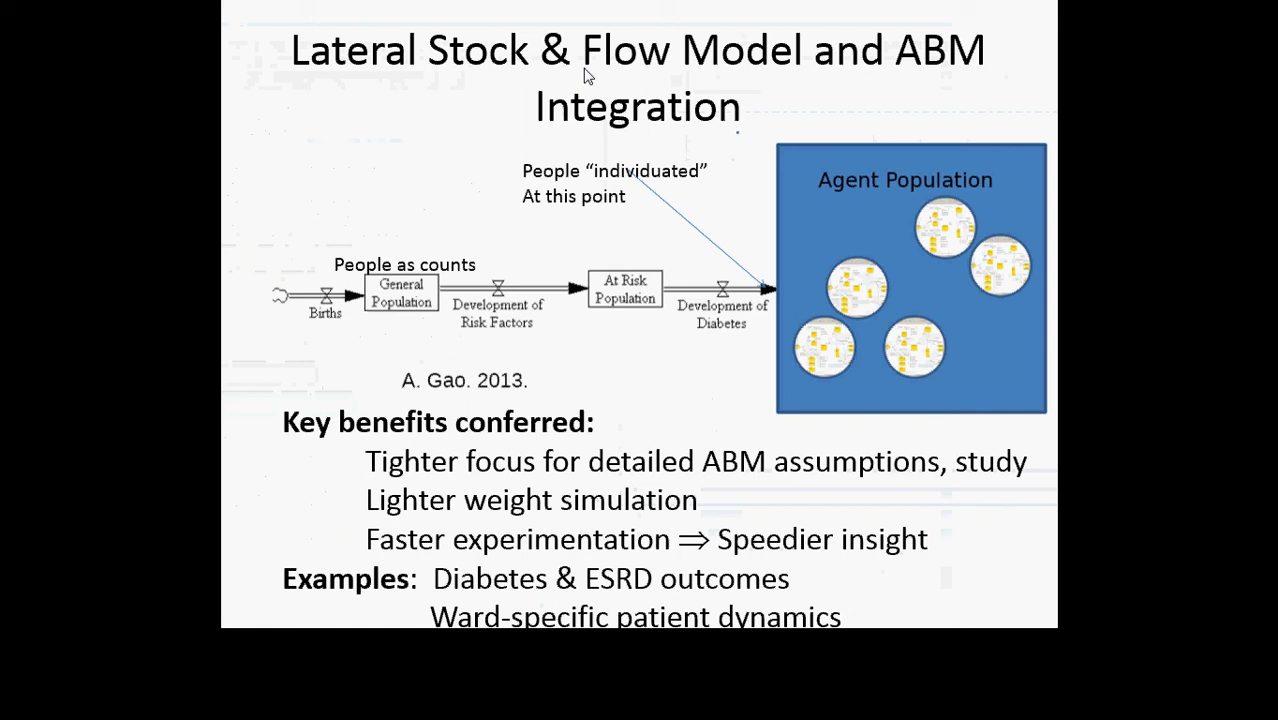 Lateral Stock & Flow Model and ABM
Integration
People “individuated”
At this point
Agent Population
People as counts
General
Population
At Risk
Population
Births
Development of
Risk Factors
Development of
Diabetes
A. Gao. 2013.
Key benefits conferred:
Tighter focus for detailed ABM assumptions, study
Lighter weight simulation
Faster experimentation ⇒ Speedier insight
Examples: Diabetes & ESRD outcomes
Ward-specific patient dynamics